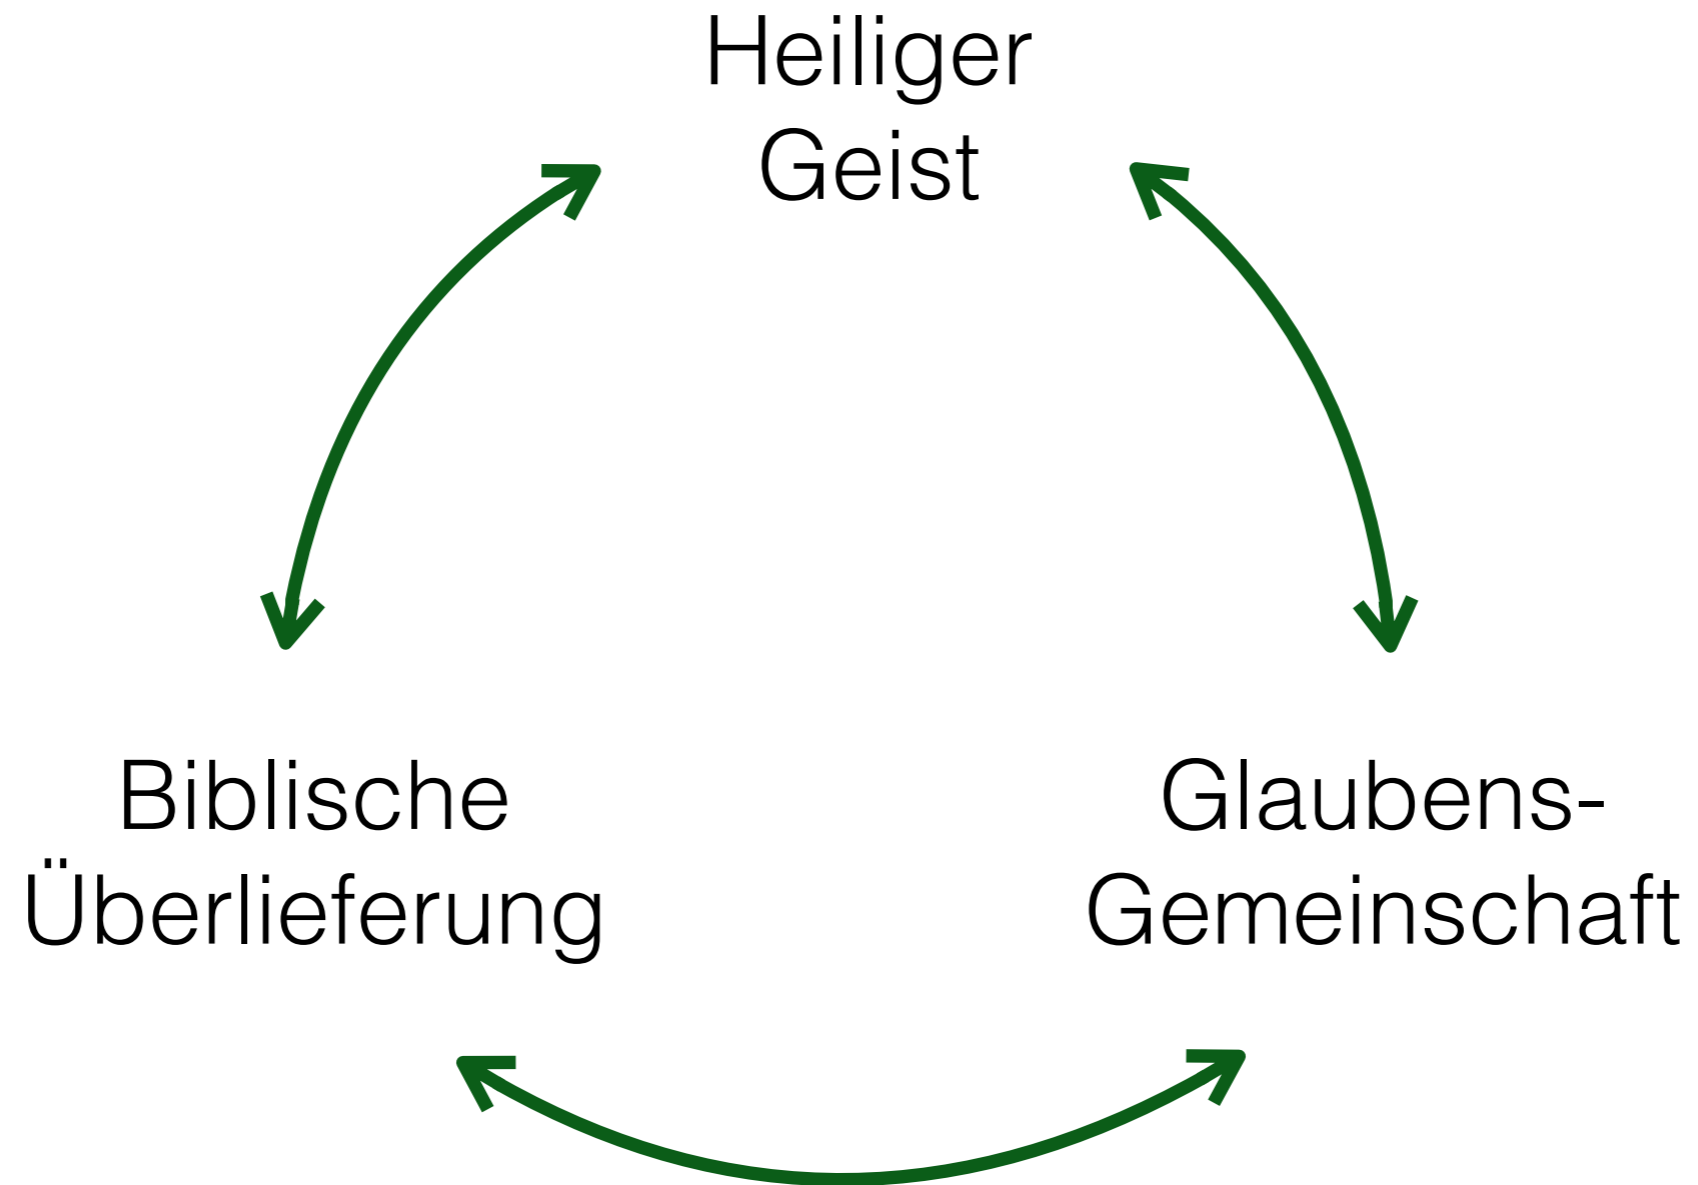 Heiliger
Geist
Biblische
Überlieferung
Glaubens-
Gemeinschaft